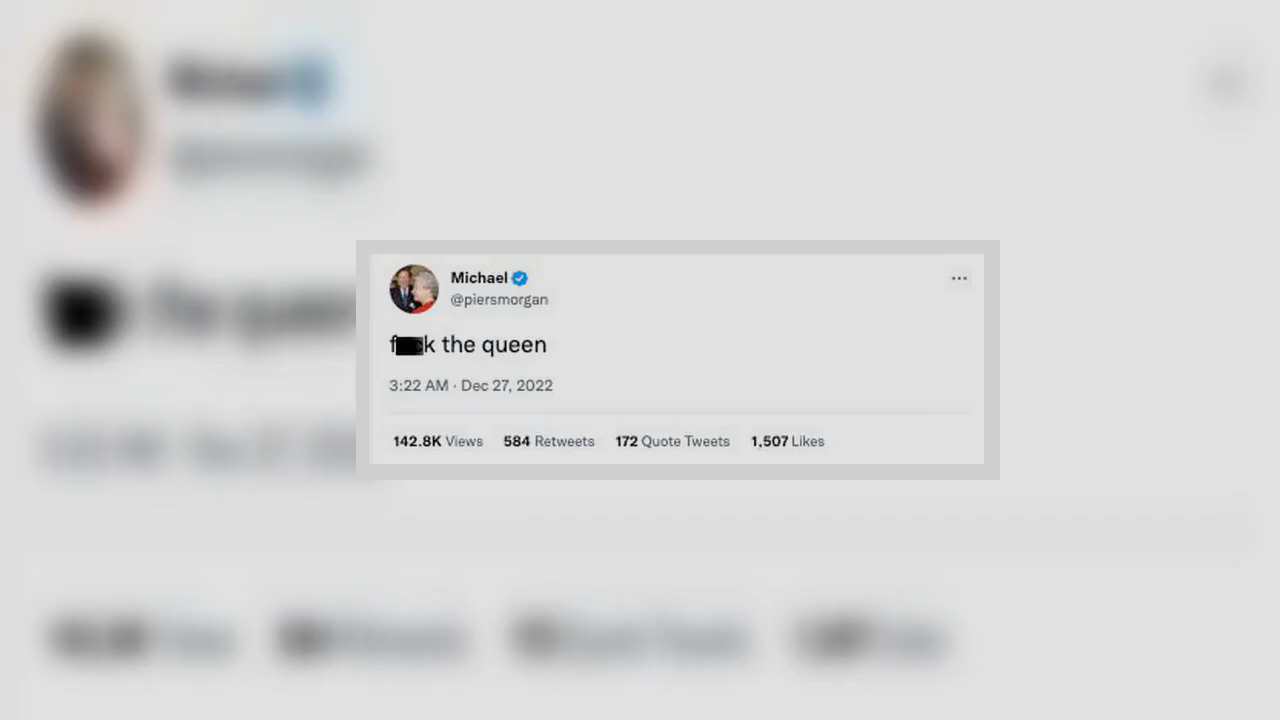 Michael
@piersmorgan
f k the queen
3:22 AM · Dec 27, 2022
142.8K Views 584 Retweets 172 Quote Tweets 1,507 Likes